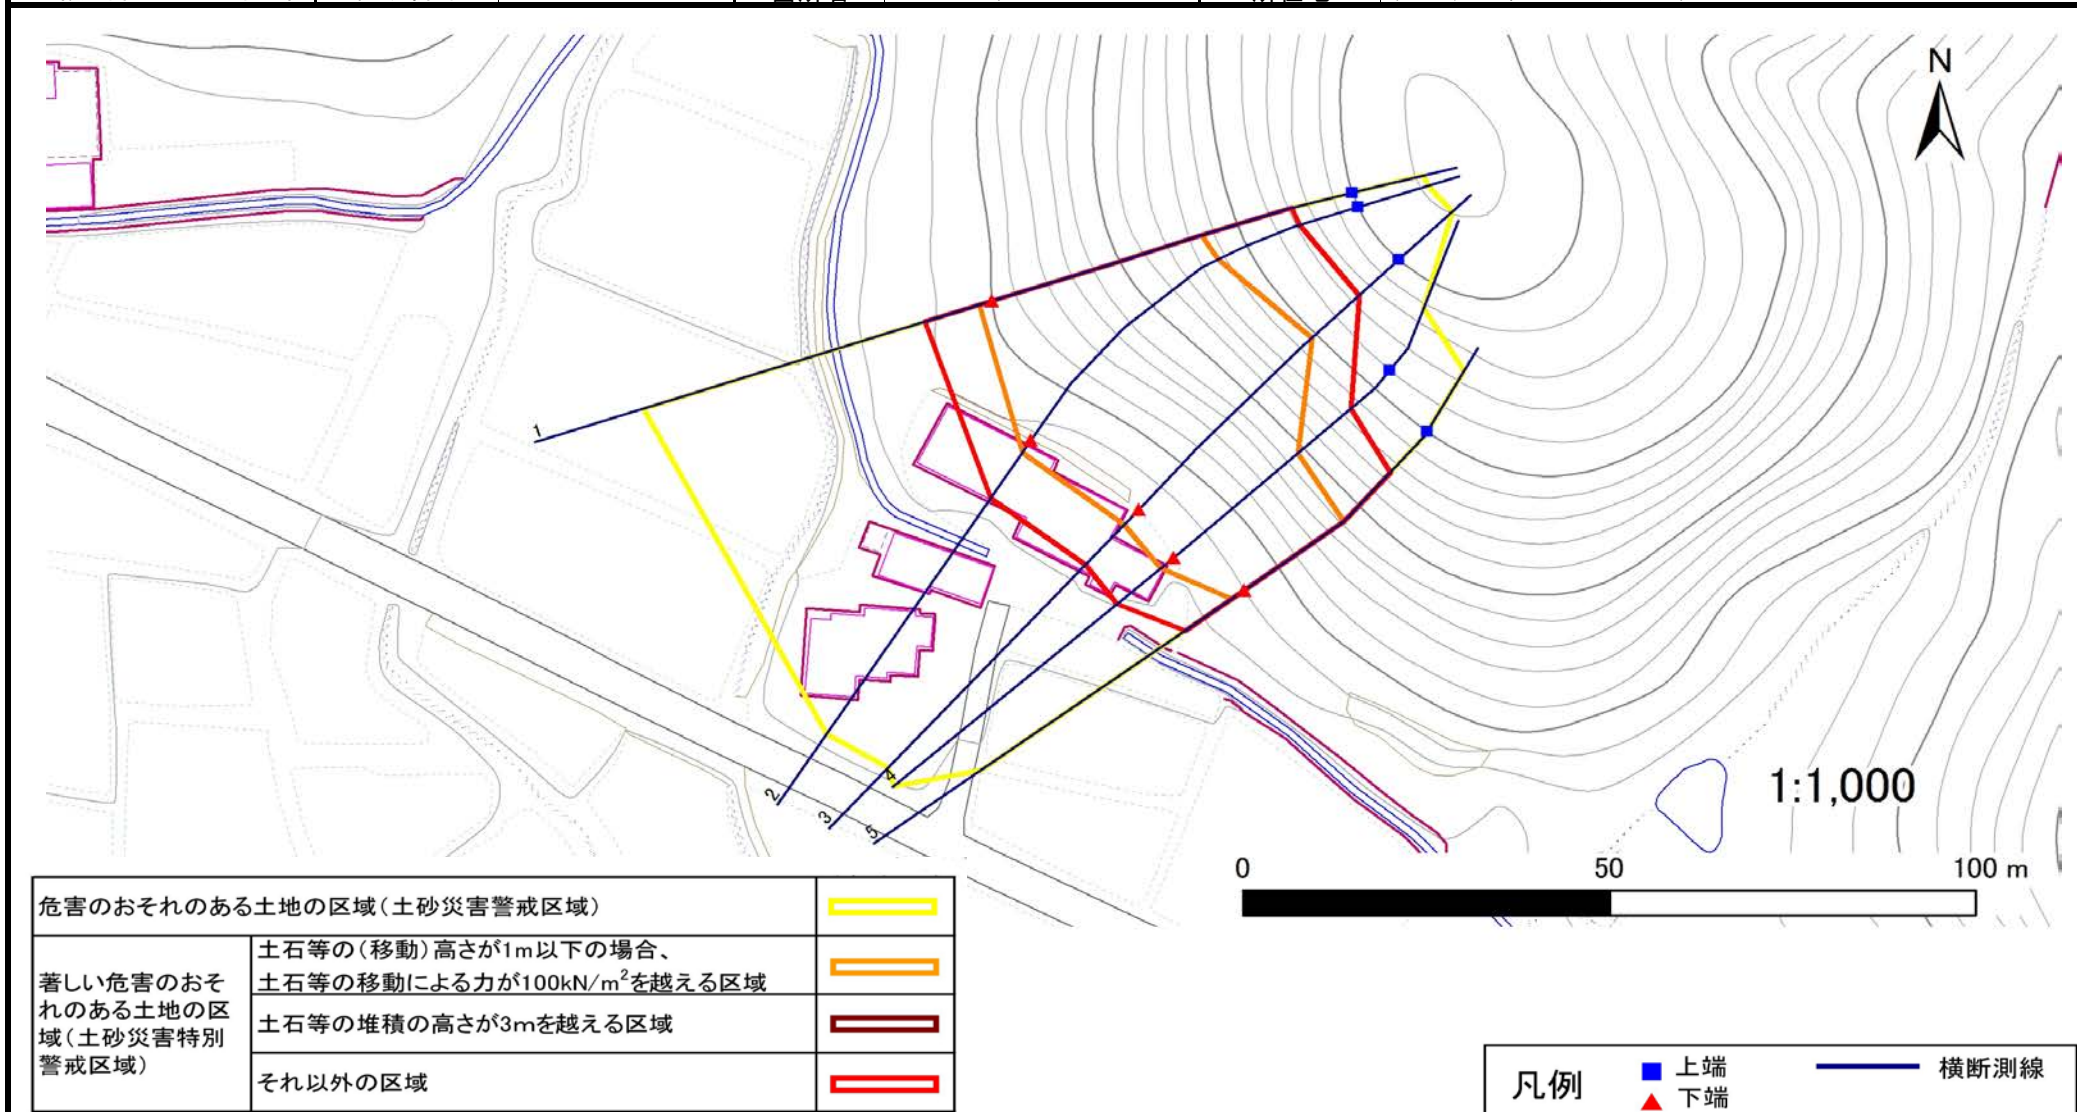 N
1
2
3
4
5
1:1,000
0 50 100 m
危害のおそれのある土地の区域(土砂災害警戒区域)
著しい危害のおそ
れのある土地の区
域(土砂災害特別
警戒区域)
土石等の(移動)高さが1m以下の場合、
土石等の移動による力が100kN/m²を越える区域
土石等の堆積の高さが3mを越える区域
それ以外の区域
凡例
上端
下端
横断測線